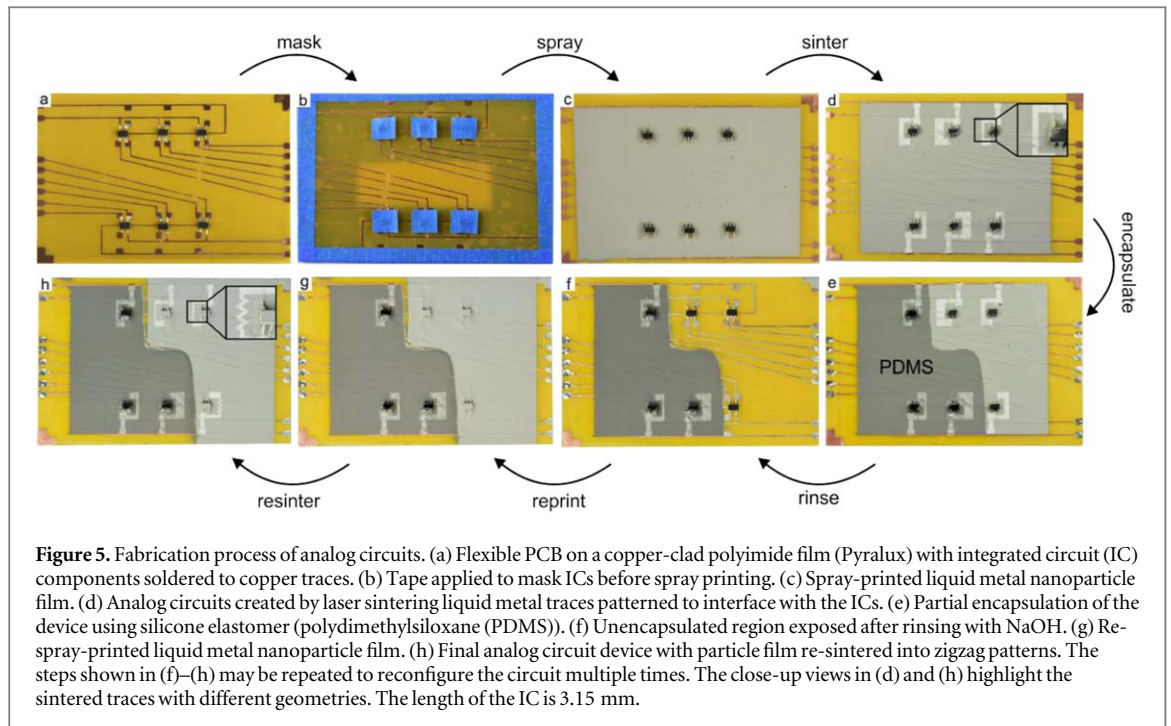 mask
spray
sinter
a
b
c
d
encapsulate
h
g
f
e
PDMS
resinter
reprint
rinse
Figure 5. Fabrication process of analog circuits. (a) Flexible PCB on a copper-clad polyimide film (Pyralux) with integrated circuit (IC)
components soldered to copper traces. (b) Tape applied to mask ICs before spray printing. (c) Spray-printed liquid metal nanoparticle
film. (d) Analog circuits created by laser sintering liquid metal traces patterned to interface with the ICs. (e) Partial encapsulation of the
device using silicone elastomer (polydimethylsiloxane (PDMS)). (f) Unencapsulated region exposed after rinsing with NaOH. (g) Re-
spray-printed liquid metal nanoparticle film. (h) Final analog circuit device with particle film re-sintered into zigzag patterns. The
steps shown in (f)–(h) may be repeated to reconfigure the circuit multiple times. The close-up views in (d) and (h) highlight the
sintered traces with different geometries. The length of the IC is 3.15 mm.